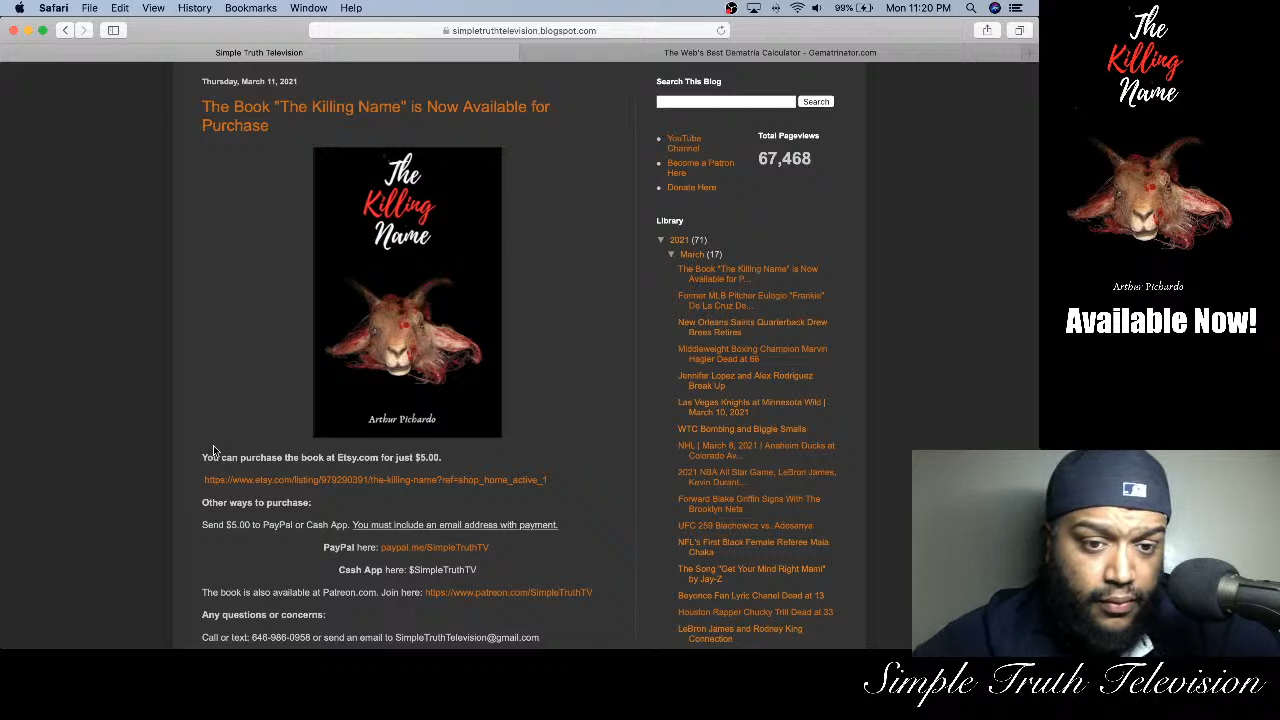 Safari File Edit View History Bookmarks Window Help
99% Mon 11:20 PM
simpletruthtelevision.blogspot.com
Simple Truth Television
The Web's Best Gematria Calculator - Gematrinator.com
Thursday, March 11, 2021
The Book "The Killing Name" is Now Available for
Purchase
The
Killing
Name
Arthur Pichardo
You can purchase the book at Etsy.com for just $5.00.
https://www.etsy.com/listing/979290391/the-killing-name?ref=shop_home_active_1
Other ways to purchase:
Send $5.00 to PayPal or Cash App. You must include an email address with payment.
PayPal here: paypal.me/SimpleTruthTV
Cash App here: $SimpleTruthTV
The book is also available at Patreon.com. Join here: https://www.patreon.com/SimpleTruthTV
Any questions or concerns:
Call or text: 646-986-0958 or send an email to SimpleTruthTelevision@gmail.com
Search This Blog
Search
YouTube
Channel
Become a Patron
Here
Donate Here
Total Pageviews
67,468
Library
▼ 2021 (71)
▼ March (17)
The Book "The Killing Name" is Now
Available for P...
Former MLB Pitcher Eulogio "Frankie"
De La Cruz De...
New Orleans Saints Quarterback Drew
Brees Retires
Middleweight Boxing Champion Marvin
Hagler Dead at 66
Jennifer Lopez and Alex Rodriguez
Break Up
Las Vegas Knights at Minnesota Wild |
March 10, 2021
WTC Bombing and Biggie Smalls
NHL | March 8, 2021 | Anaheim Ducks at
Colorado Av...
2021 NBA All Star Game, LeBron James,
Kevin Durant...
Forward Blake Griffin Signs With The
Brooklyn Nets
UFC 259 Blachowicz vs. Adesanya
NFL's First Black Female Referee Maia
Chaka
The Song "Get Your Mind Right Mami"
by Jay-Z
Beyonce Fan Lyric Chanel Dead at 13
Houston Rapper Chucky Trill Dead at 33
LeBron James and Rodney King
Connection
The
Killing
Name
Arther Pichardo
Available Now!
Simple Truth Television